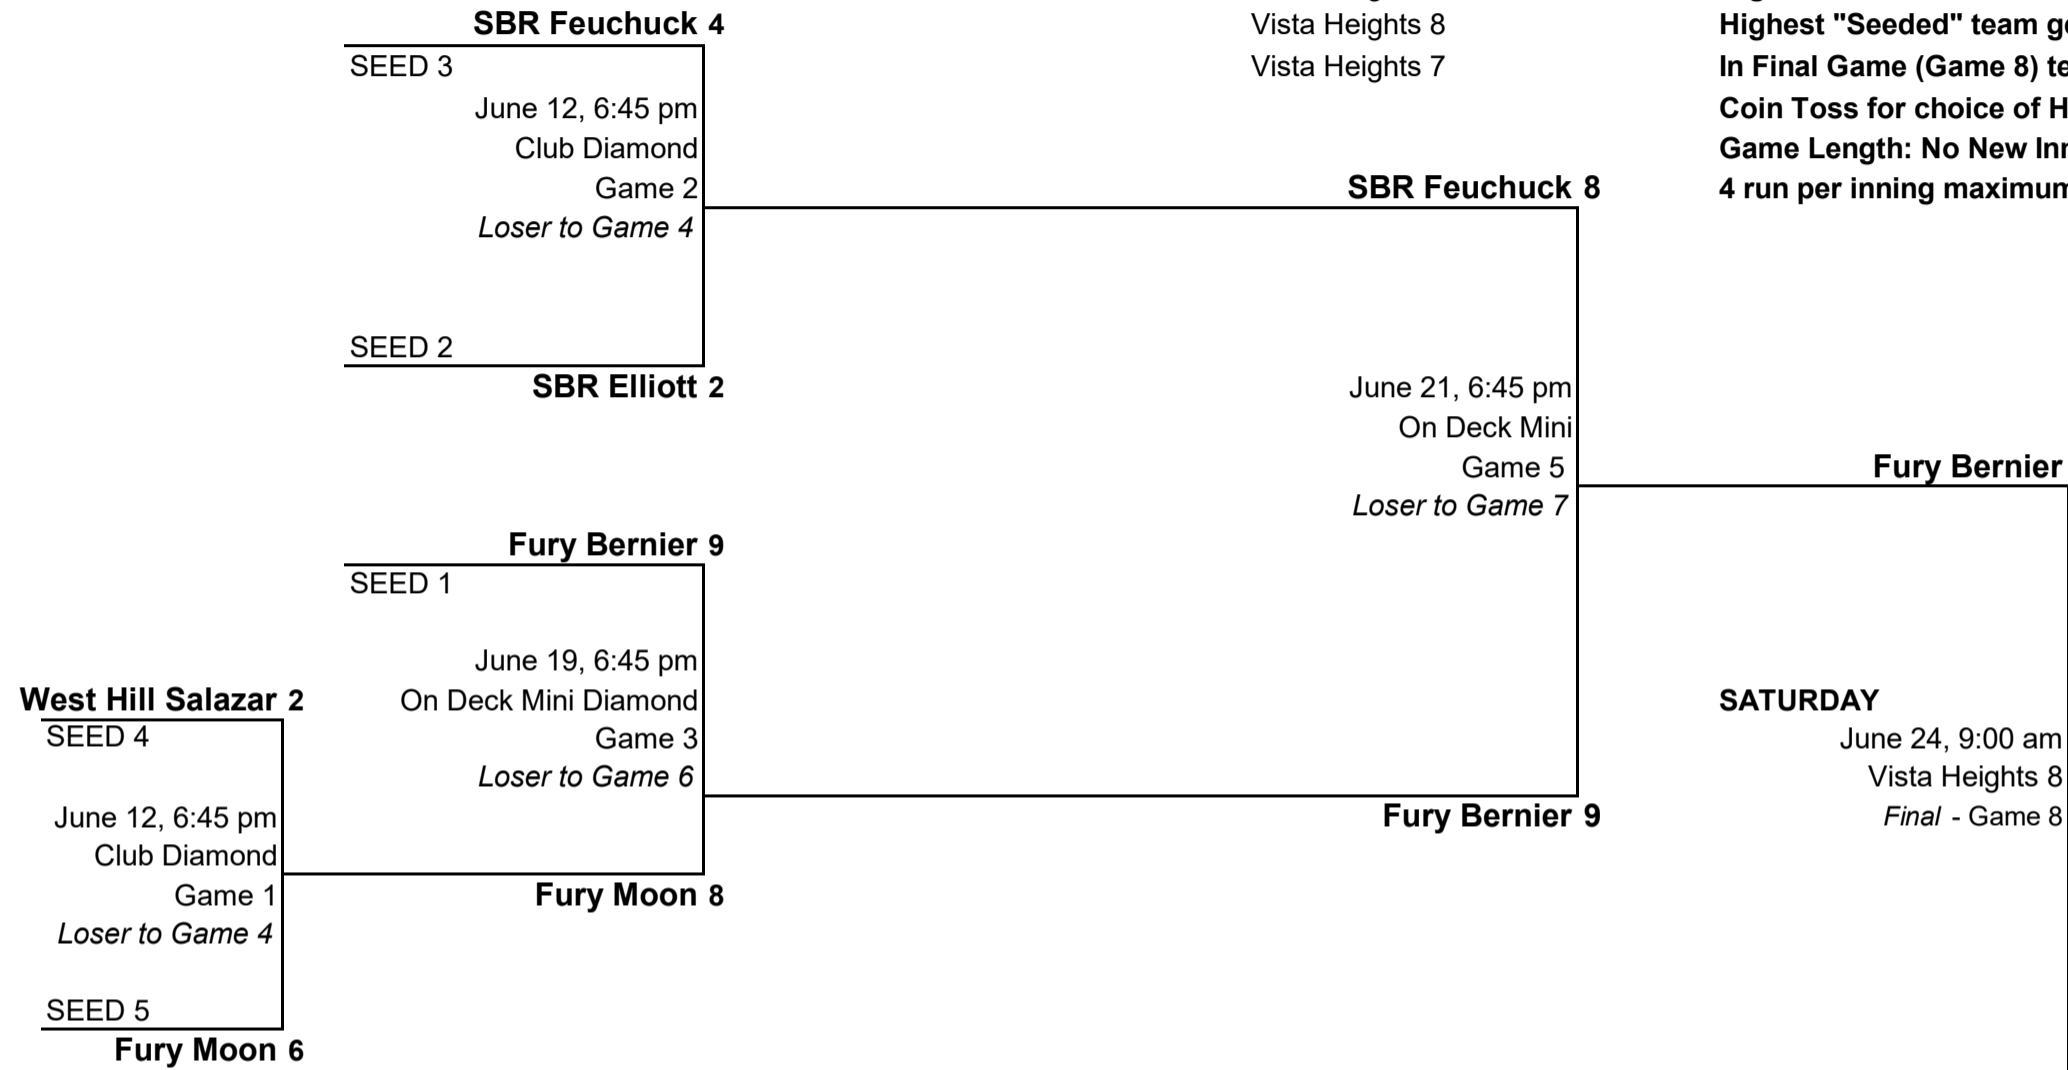 SBR Feuchuck 4
SEED 3
June 12, 6:45 pm
Club Diamond
Game 2
Loser to Game 4
SEED 2
SBR Elliott 2
Fury Bernier 9
SEED 1
June 19, 6:45 pm
On Deck Mini Diamond
Game 3
Loser to Game 6
Fury Moon 8
West Hill Salazar 2
SEED 4
June 12, 6:45 pm
Club Diamond
Game 1
Loser to Game 4
SEED 5
Fury Moon 6
Vista Heights 8
Vista Heights 7
SBR Feuchuck 8
June 21, 6:45 pm
On Deck Mini
Game 5
Loser to Game 7
Fury Bernier 9
Highest "Seeded" team
In Final Game (Game 8)
Coin Toss for choice of
Game Length: No New
4 run per inning
Fury Bernier
SATURDAY
June 24, 9:00 am
Vista Heights 8
Final - Game 8